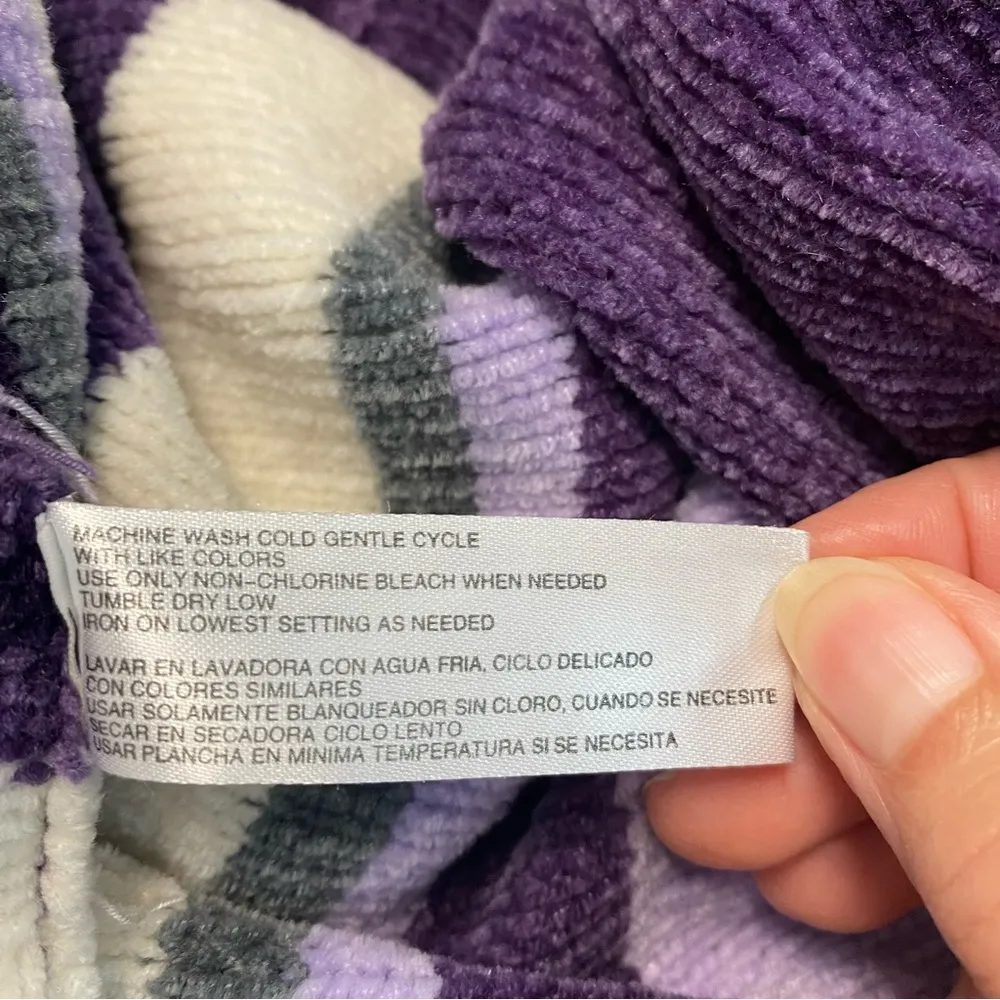 MACHINE WASH COLD GENTLE CYCLE
WITH LIKE COLORS
USE ONLY NON-CHLORINE BLEACH WHEN NEEDED
TUMBLE DRY LOW
IRON ON LOWEST SETTING AS NEEDED
LAVAR EN LAVADORA CON AGUA FRIA, CICLO DELICADO
CON COLORES SIMILARES
USAR SOLAMENTE BLANQUEADOR SIN CLORO, CUANDO SE NECESITE
SECAR EN SECADORA CICLO LENTO
USAR PLANCHA EN MINIMA TEMPERATURA SI SE NECESITA